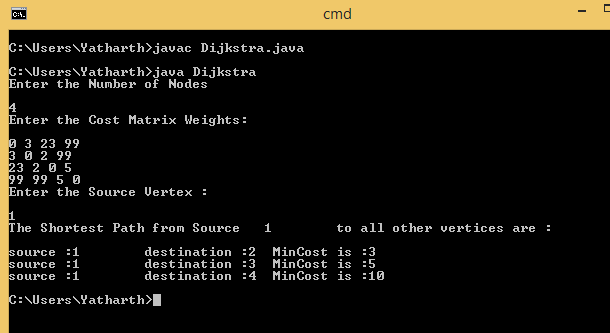 cmd
C:\Users\Yatharth>javac Dijkstra.java
C:\Users\Yatharth>java Dijkstra
Enter the Number of Nodes
4
Enter the Cost Matrix Weights:
0 3 23 99
3 0 2 99
23 2 0 5
99 99 5 0
Enter the Source Vertex :
1
The Shortest Path from Source 1 to all other vertices are :
source :1 destination :2 MinCost is :3
source :1 destination :3 MinCost is :5
source :1 destination :4 MinCost is :10
C:\Users\Yatharth>